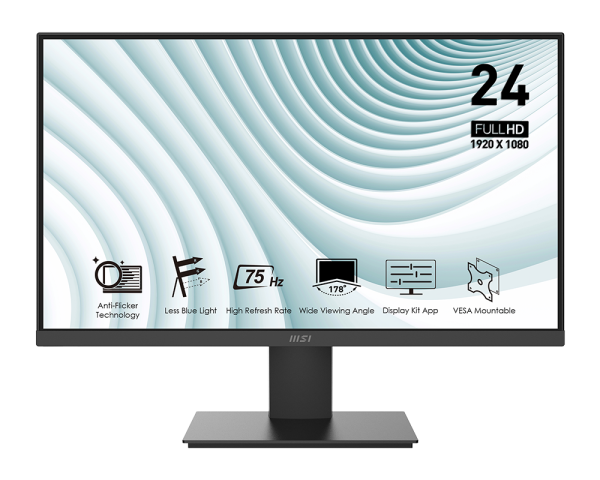 24
FULL HD
1920 X 1080
75 Hz
178°
Anti-Flicker
Technology
Less Blue Light
High Refresh Rate
Wide Viewing Angle
Display Kit App
VESA Mountable
msi